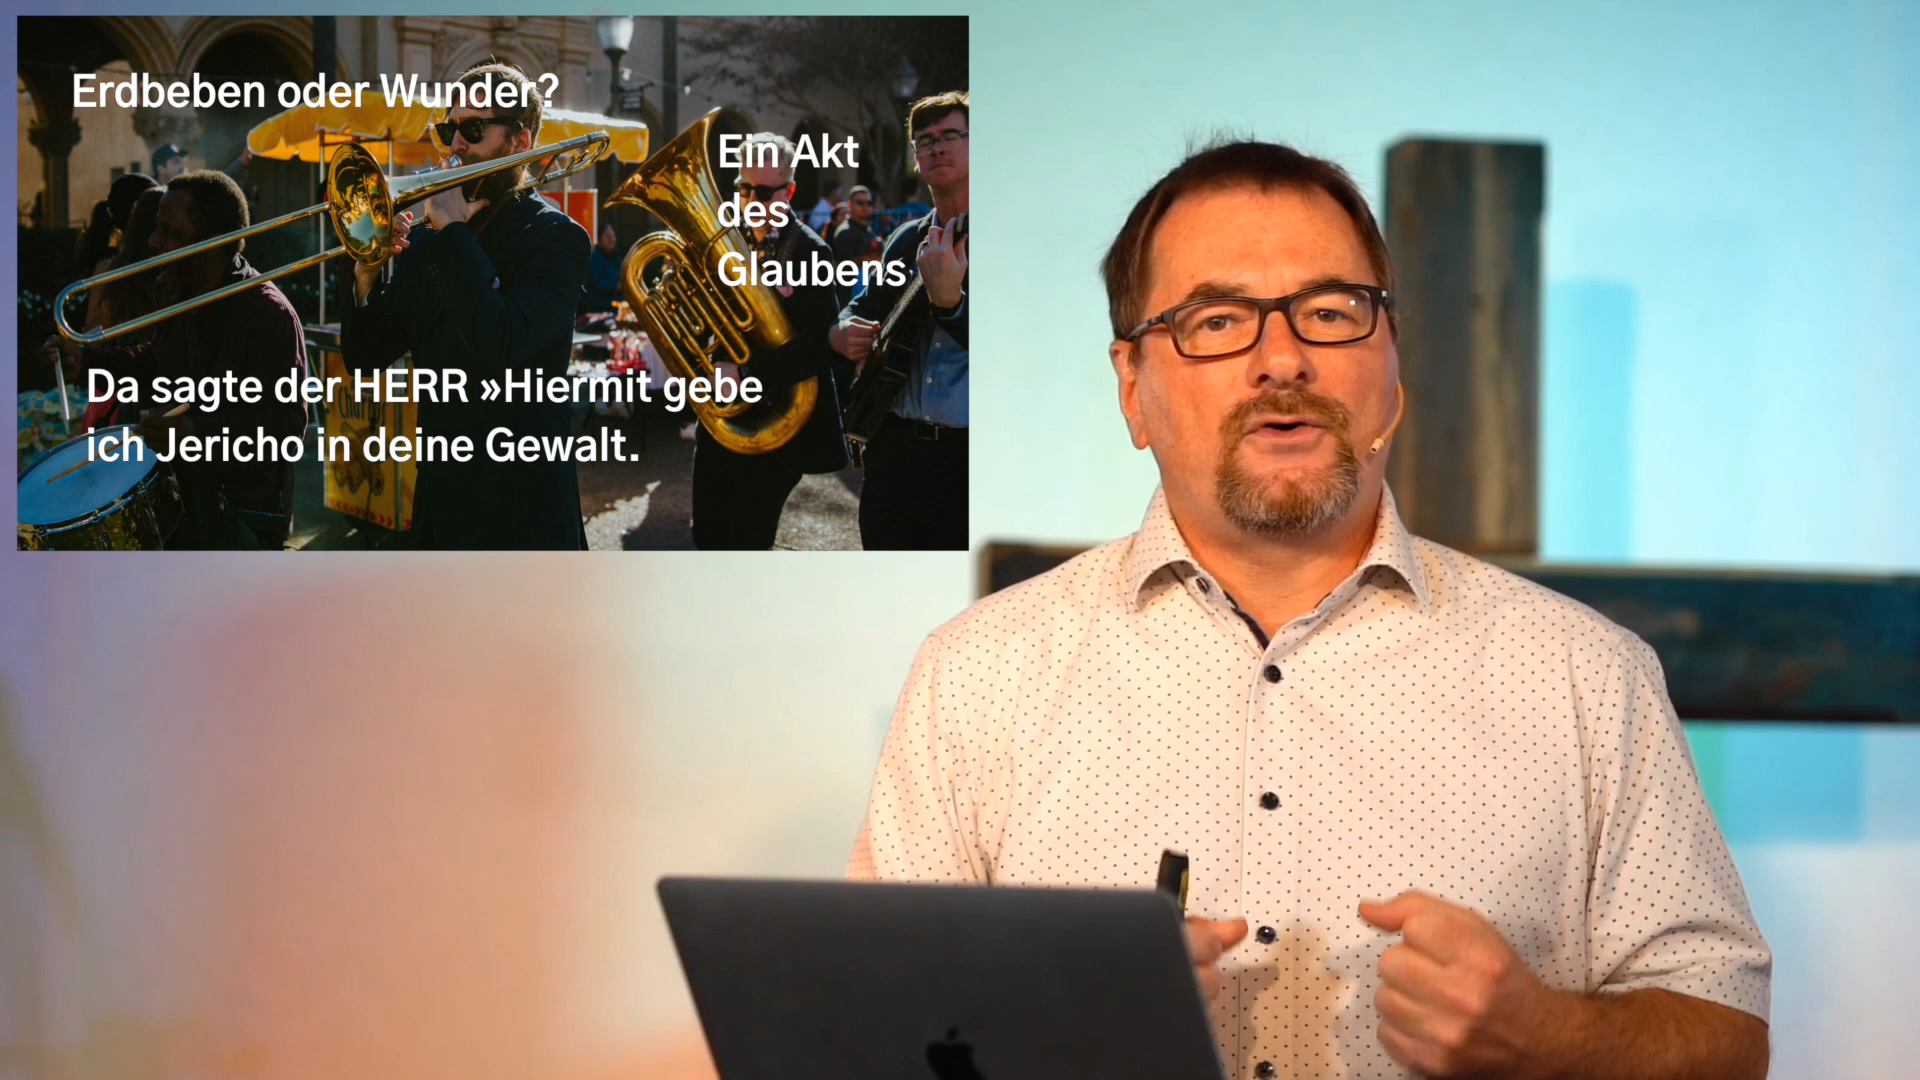 Erdbeben oder Wunder?
Ein Akt
des
Glaubens
Da sagte der HERR »Hiermit gebe
ich Jericho in deine Gewalt.